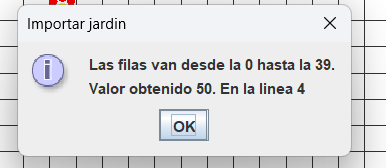 Importar jardin
Las filas van desde la 0 hasta la 39.
Valor obtenido 50. En la linea 4
OK